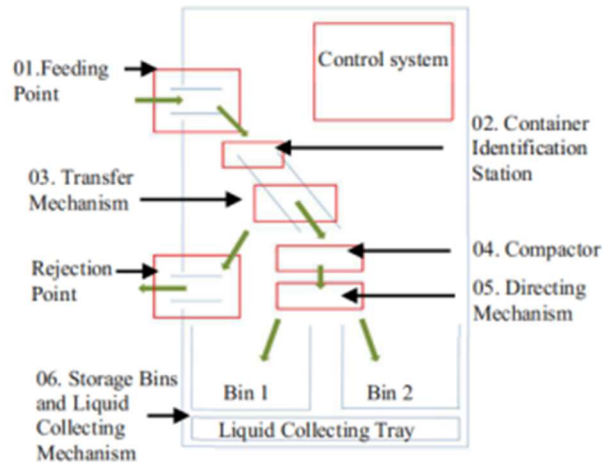 01.Feeding
Point
Control system
02. Container
Identification
Station
03. Transfer
Mechanism
04. Compactor
Rejection
Point
05. Directing
Mechanism
06. Storage Bins
and Liquid
Collecting
Mechanism
Bin 1
Bin 2
Liquid Collecting Tray